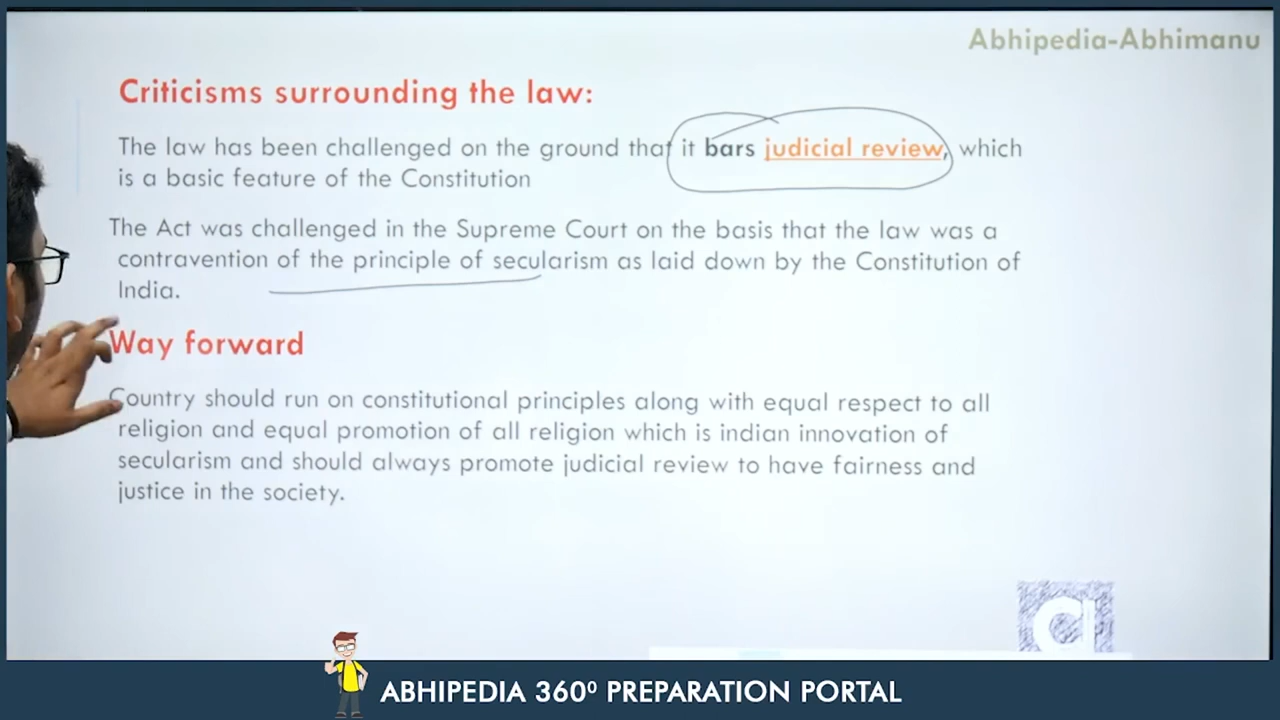 Abhipedia-Abhimanu
Criticisms surrounding the law:
The law has been challenged on the ground that it bars judicial review, which
is a basic feature of the Constitution
The Act was challenged in the Supreme Court on the basis that the law was a
contravention of the principle of secularism as laid down by the Constitution of
India.
Way forward
Country should run on constitutional principles along with equal respect to all
religion and equal promotion of all religion which is indian innovation of
secularism and should always promote judicial review to have fairness and
justice in the society.
ABHIPEDIA 360⁰ PREPARATION PORTAL